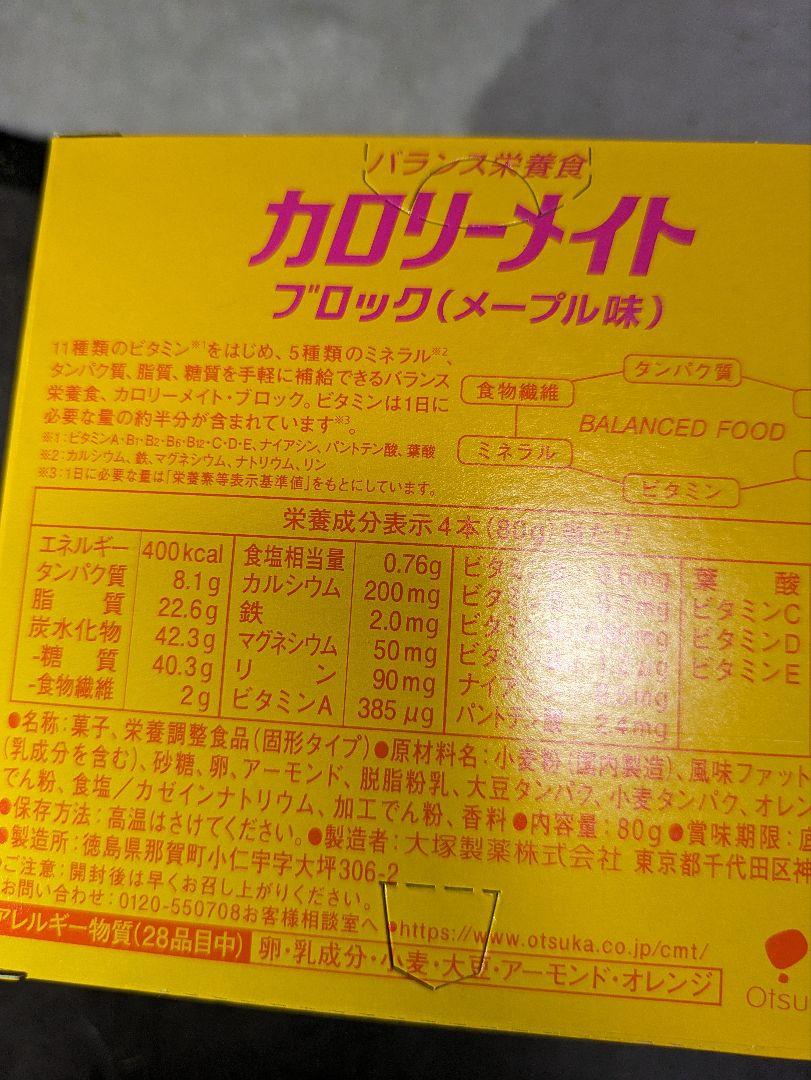 バランス栄養食
カロリーメイト
ブロック(メープル味)
11種類のビタミン※1をはじめ、5種類のミネラル※2、
タンパク質、脂質、糖質を手軽に補給できるバランス
栄養食、カロリーメイト・ブロック。ビタミンは1日に
必要な量の約半分が含まれています※3。
※1:ビタミンA・B1・B2・B6・B12・C・D・E、ナイアシン、パントテン酸、葉酸
※2:カルシウム、鉄、マグネシウム、ナトリウム、リン
※3:1日に必要な量は「栄養素等表示基準値」をもとにしています。
タンパク質
食物繊維
BALANCED FOOD
ミネラル
ビタミン
栄養成分表示 4本(80g)当たり
エネルギー 400kcal 食塩相当量 0.76g 葉酸
タンパク質 8.1g カルシウム 200mg ビタミンC
脂質 22.6g 鉄 2.0mg ビタミンD
炭水化物 42.3g マグネシウム 50mg ビタミンE
-糖質 40.3g リン 90mg
-食物繊維 2g ビタミンA 385μg
●名称:菓子、栄養調整食品(固形タイプ)●原材料名:小麦粉(国内製造)、風味ファット
(乳成分を含む)、砂糖、卵、アーモンド、脱脂粉乳、大豆タンパク、小麦タンパク、オレン
でん粉、食塩/カゼインナトリウム、加工でん粉、香料●内容量:80g●賞味期限:
●保存方法:高温はさけてください。●製造者:大塚製薬株式会社 東京都千代田区神
●製造所:徳島県那賀町小仁宇字大坪306-2
ご注意:開封後は早くお召し上がりください。
お問い合わせ:0120-550708お客様相談室へ ●https://www.otsuka.co.jp/cmt/
アレルギー物質(28品目中) 卵・乳成分・小麦・大豆・アーモンド・オレンジ
Otsu